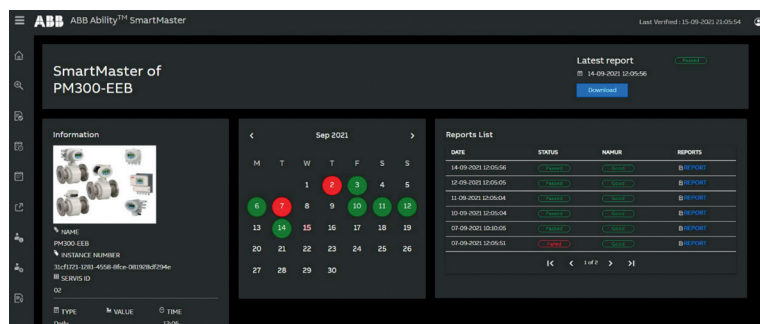 ABB ABB Ability™ SmartMaster
Last Verified : 15-09-2021 21:05:54
SmartMaster of
PM300-EEB
Latest report Passed
14-09-2021 12:05:56
Download
Information
NAME
PM300-EEB
INSTANCE NUMBER
SERVIS ID
02
TYPE VALUE TIME
Daily 12:05
Sep 2021
M T W T F S S
1 2 3 4 5
6 7 8 9 10 11 12
13 14 15 16 17 18 19
20 21 22 23 24 25 26
27 28 29 30
Reports List
DATE STATUS NAMUR REPORTS
14-09-2021 12:05:56 Passed Good REPORT
12-09-2021 12:05:05 Passed Good REPORT
11-09-2021 12:05:04 Passed Good REPORT
10-09-2021 12:05:04 Passed Good REPORT
07-09-2021 10:10:05 Passed Good REPORT
07-09-2021 12:05:51 Failed Good REPORT
1 of 2